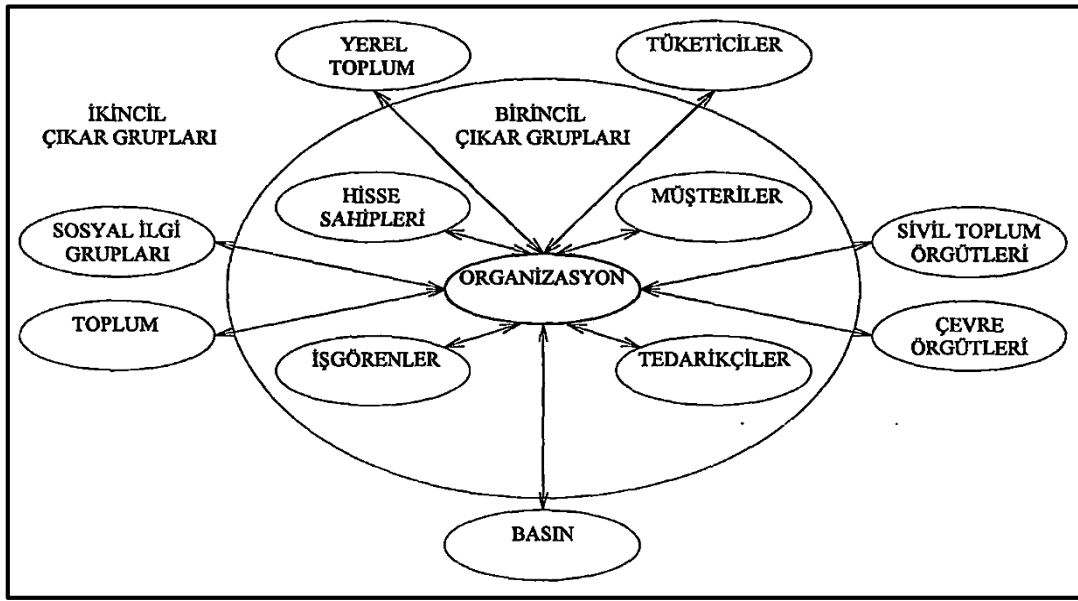 YEREL
TOPLUM
TÜKETİCİLER
İKİNCİL
ÇIKAR GRUPLARI
BİRİNCİL
ÇIKAR GRUPLARI
HİSSE
SAHİPLERİ
MÜŞTERİLER
SOSYAL İLGİ
GRUPLARI
SİVİL TOPLUM
ÖRGÜTLERİ
ORGANİZASYON
TOPLUM
ÇEVRE
ÖRGÜTLERİ
İŞGÖRENLER
TEDARİKÇİLER
BASIN